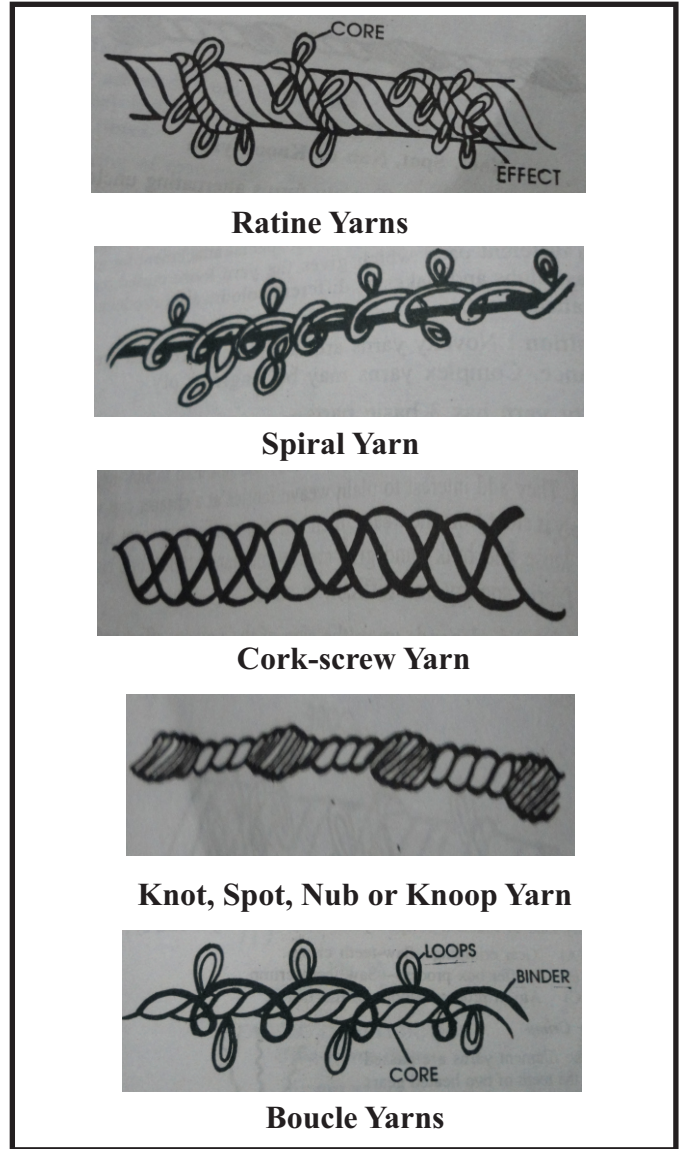 CORE
EFFECT
Ratine Yarns
Spiral Yarn
Cork-screw Yarn
Knot, Spot, Nub or Knoop Yarn
LOOPS
BINDER
CORE
Boucle Yarns